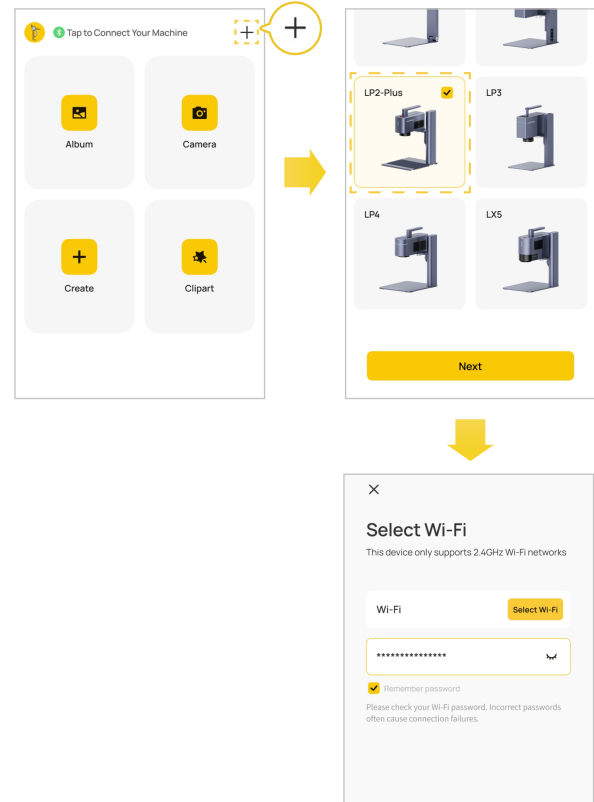 Tap to Connect Your Machine
Album
Camera
Create
Clipart
LP2-Plus
LP3
LP4
LX5
Next
Select Wi-Fi
This device only supports 2.4GHz Wi-Fi networks
Wi-Fi
Select Wi-Fi
***************
Remember password
Please check your Wi-Fi password. Incorrect passwords
often cause connection failures.